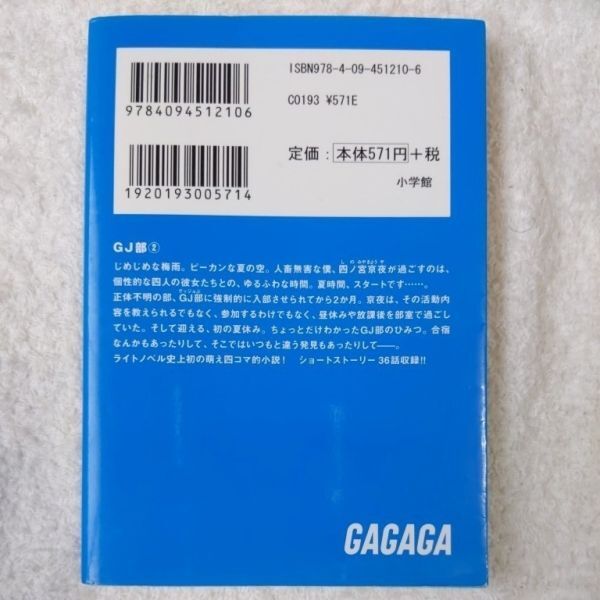 ISBN978-4-09-451210-6
9784094512106
C0193 ¥571E
定価：本体571円＋税
小学館
1920193005714
GJ部②
じめじめな梅雨。ピーカンな夏の空。人畜無害な僕、四ノ宮京夜が過ごすのは、
個性的な四人の彼女たちとの、ゆるふわな時間。夏時間、スタートです……。
正体不明の部、GJ部に強制的に入部させられてから2か月。京夜は、その活動内
容を教えられるでもなく、参加するわけでもなく、昼休みや放課後を部室で過ごし
ていた。そして迎える、初の夏休み。ちょっとだけわかったGJ部のひみつ。合宿
なんかもあったりして、そこではいつもと違う発見もあったりして――。
ライトノベル史上初の萌え四コマ的小説！　ショートストーリー36話収録!!
GAGAGA